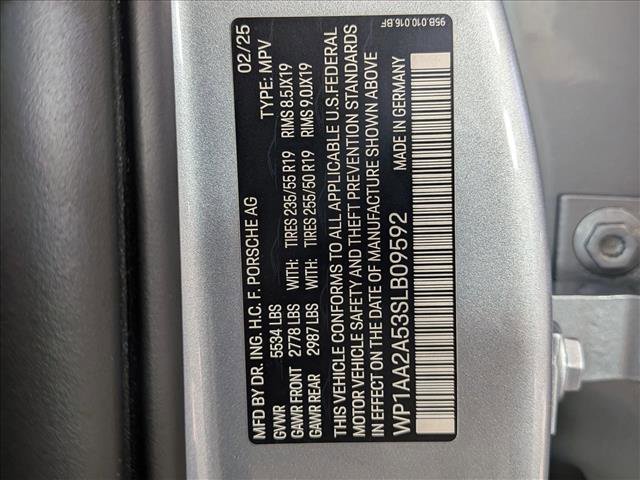 95B.010.016.BF
MFD BY DR. ING. H.C. F. PORSCHE AG 02/25
GVWR 5534 LBS TYPE: MPV
GAWR FRONT 2778 LBS WITH: TIRES 235/55 R19 RIMS 8.5JX19
GAWR REAR 2987 LBS WITH: TIRES 255/50 R19 RIMS 9.0JX19
THIS VEHICLE CONFORMS TO ALL APPLICABLE U.S.FEDERAL
MOTOR VEHICLE SAFETY AND THEFT PREVENTION STANDARDS
IN EFFECT ON THE DATE OF MANUFACTURE SHOWN ABOVE
WP1AA2A53SLB09592 MADE IN GERMANY